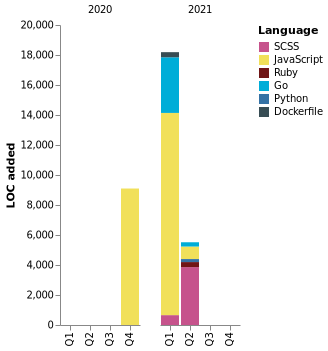 2020 2021
20,000
18,000
16,000
14,000
12,000
10,000
8,000
6,000
4,000
2,000
0
LOC added
Q1 Q2 Q3 Q4 Q1 Q2 Q3 Q4
Language
SCSS
JavaScript
Ruby
Go
Python
Dockerfile